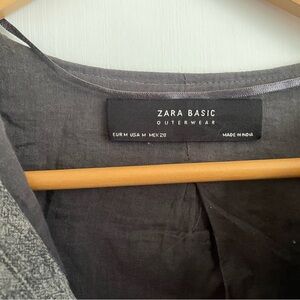 ZARA BASIC
OUTERWEAR
EUR M USA M MEX 28 MADE IN INDIA